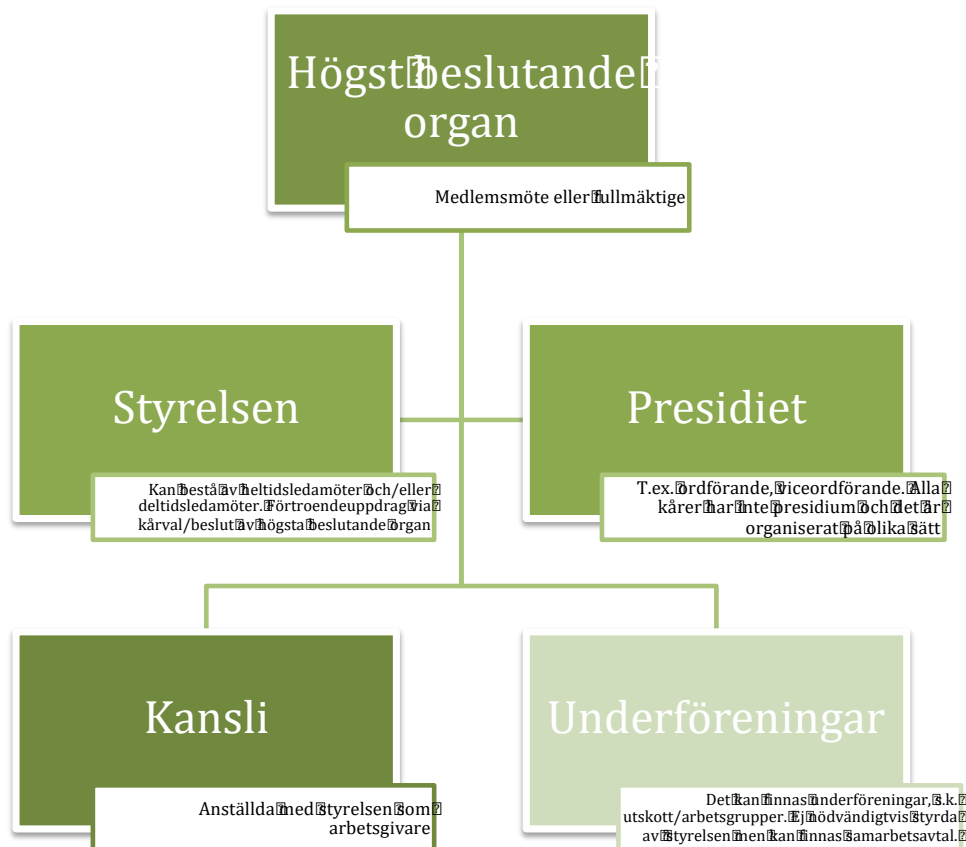 Högst beslutande
organ
Medlemsmöte eller fullmäktige
Styrelsen
Kan bestå av heltidsledamöter och/eller
deltidsledamöter. Förtroendeuppdrag via
kårval/beslut av högsta beslutande organ
Presidiet
T.ex. ordförande, viceordförande. Alla
kårer har inte presidium och det är
organiserat på olika sätt
Kansli
Anställda med styrelsen som
arbetsgivare
Underföreningar
Det kan finnas underföreningar, s.k.
utskott/arbetsgrupper. Ej nödvändigtvis styrda
av styrelsen men kan finnas samarbetsavtal.